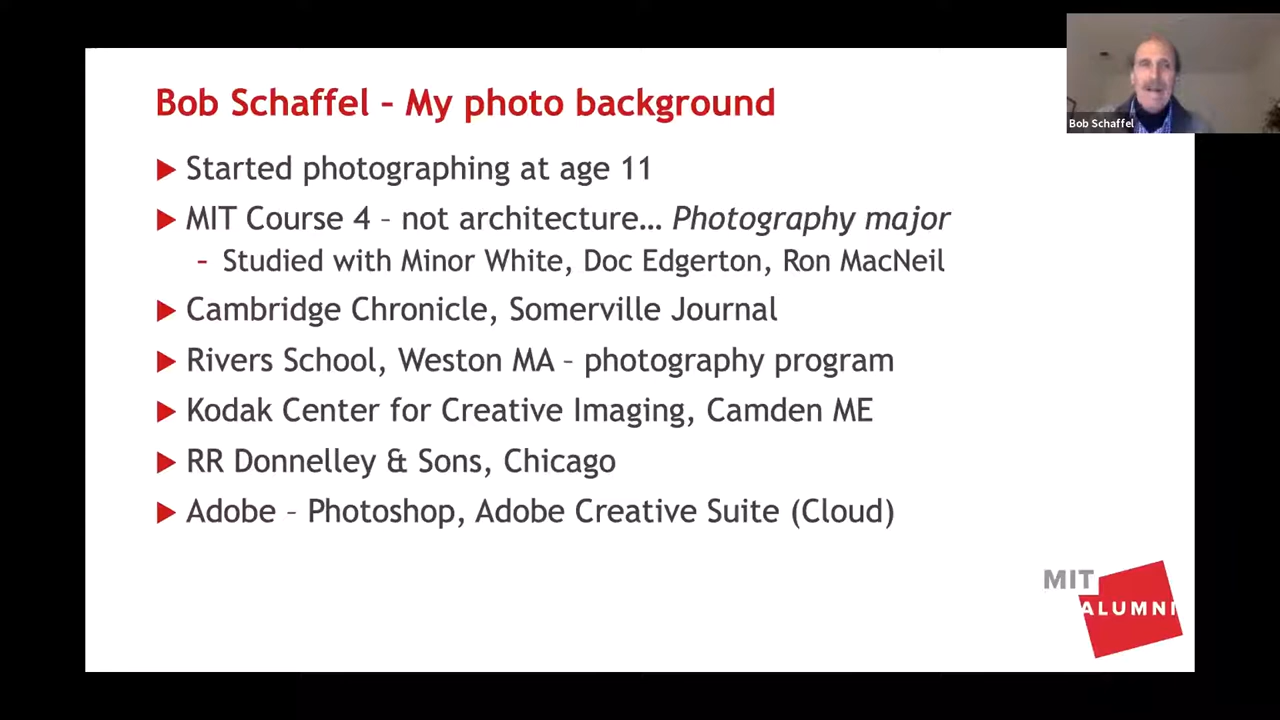 Bob Schaffel – My photo background
Bob Schaffel
Started photographing at age 11
MIT Course 4 – not architecture… Photography major
– Studied with Minor White, Doc Edgerton, Ron MacNeil
Cambridge Chronicle, Somerville Journal
Rivers School, Weston MA – photography program
Kodak Center for Creative Imaging, Camden ME
RR Donnelley & Sons, Chicago
Adobe – Photoshop, Adobe Creative Suite (Cloud)
MIT
ALUMNI